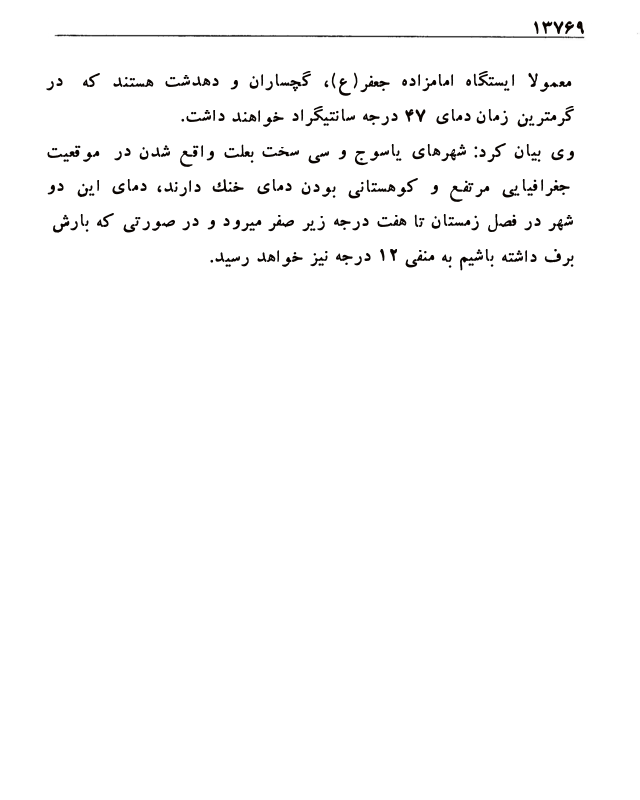 ۱۳۷۶۹
معمولا ایستگاه امامزاده جعفر(ع)، گچساران و دهدشت هستند که در
گرمترین زمان دمای ۴۷ درجه سانتیگراد خواهند داشت.
وی بیان کرد: شهرهای یاسوج و سی سخت بعلت واقع شدن در موقعیت
جغرافیایی مرتفع و کوهستانی بودن دمای خنك دارند، دمای این دو
شهر در فصل زمستان تا هفت درجه زیر صفر میرود و در صورتی که بارش
برف داشته باشیم به منفی ۱۲ درجه نیز خواهد رسید.